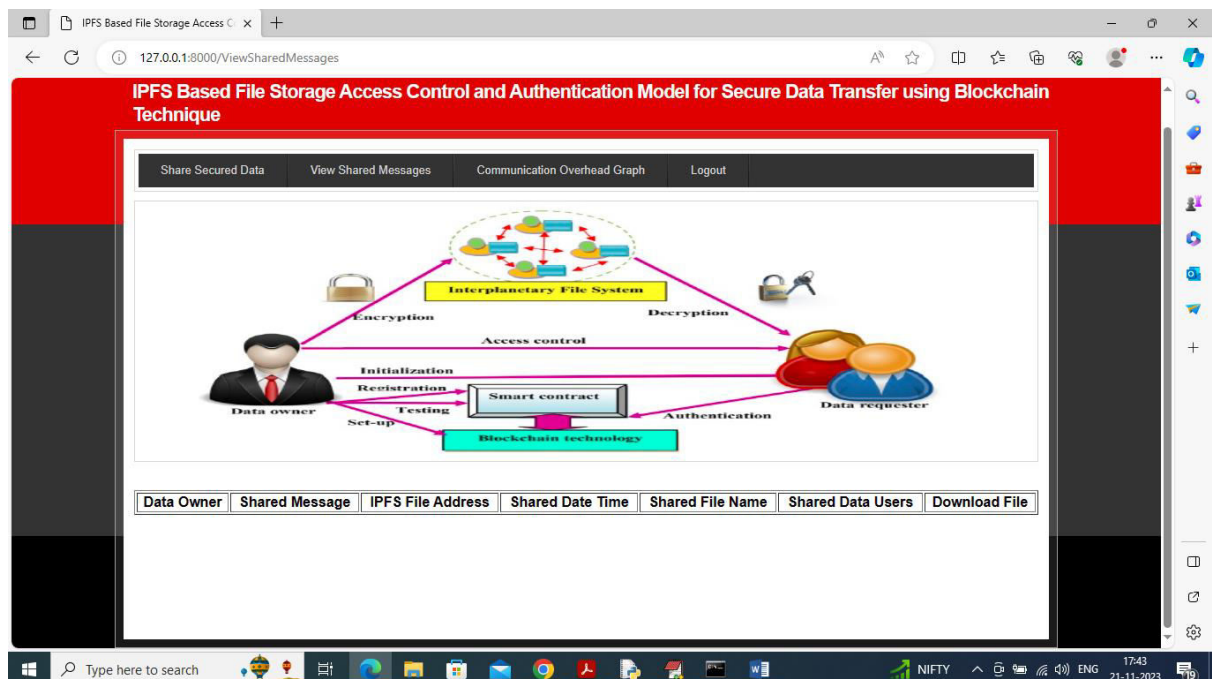 IPFS Based File Storage Access C
127.0.0.1:8000/ViewSharedMessages
IPFS Based File Storage Access Control and Authentication Model for Secure Data Transfer using Blockchain
Technique
Share Secured Data View Shared Messages Communication Overhead Graph Logout
Interplanetary File System
Encryption
Decryption
Access control
Initialization
Registration
Smart contract
Data owner
Testing
Set-up
Authentication
Data requester
Blockchain technology
Data Owner Shared Message IPFS File Address Shared Date Time Shared File Name Shared Data Users Download File
Type here to search
NIFTY
ENG
17:43
21-11-2023
19